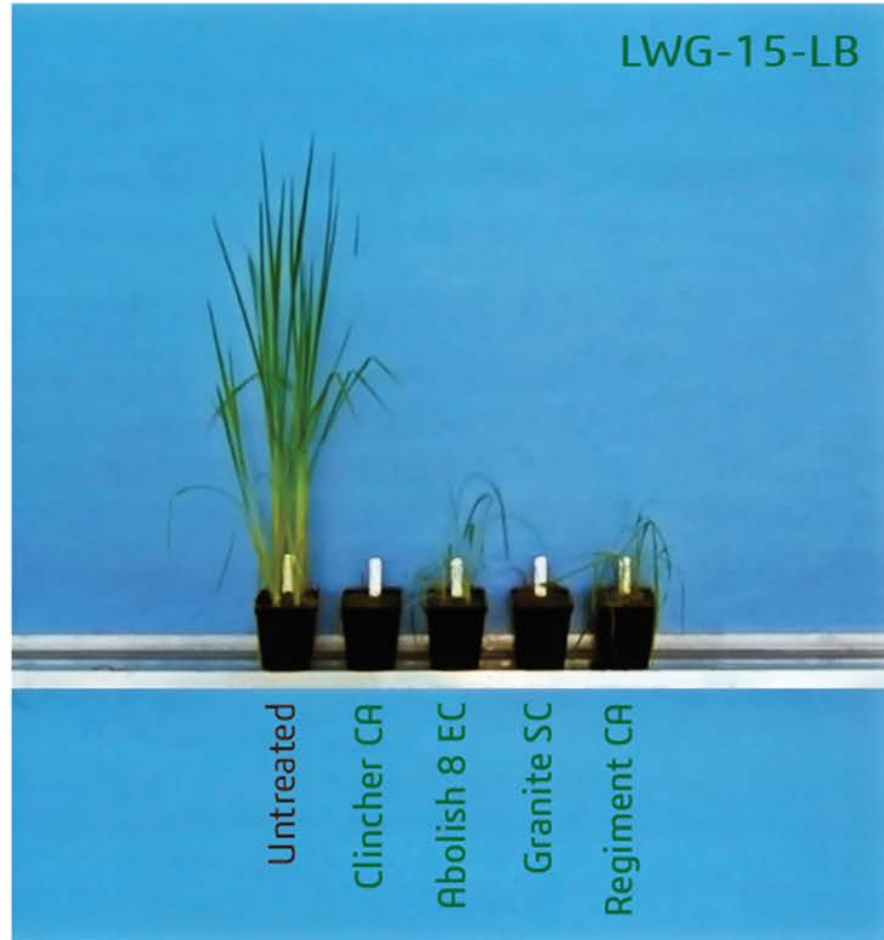 LWG-15-LB
Untreated
Clincher CA
Abolish 8 EC
Granite SC
Regiment CA